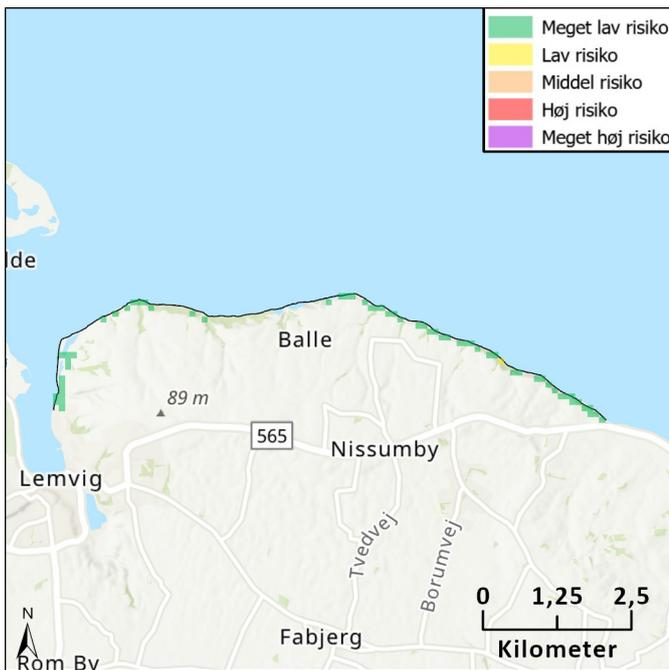 Meget lav risiko
Lav risiko
Middel risiko
Høj risiko
Meget høj risiko
lde
Balle
89 m
565
Nissumby
Lemvig
Tvedvej
Borumvej
0 1,25 2,5
Kilometer
N
Fabjerg
Rom By